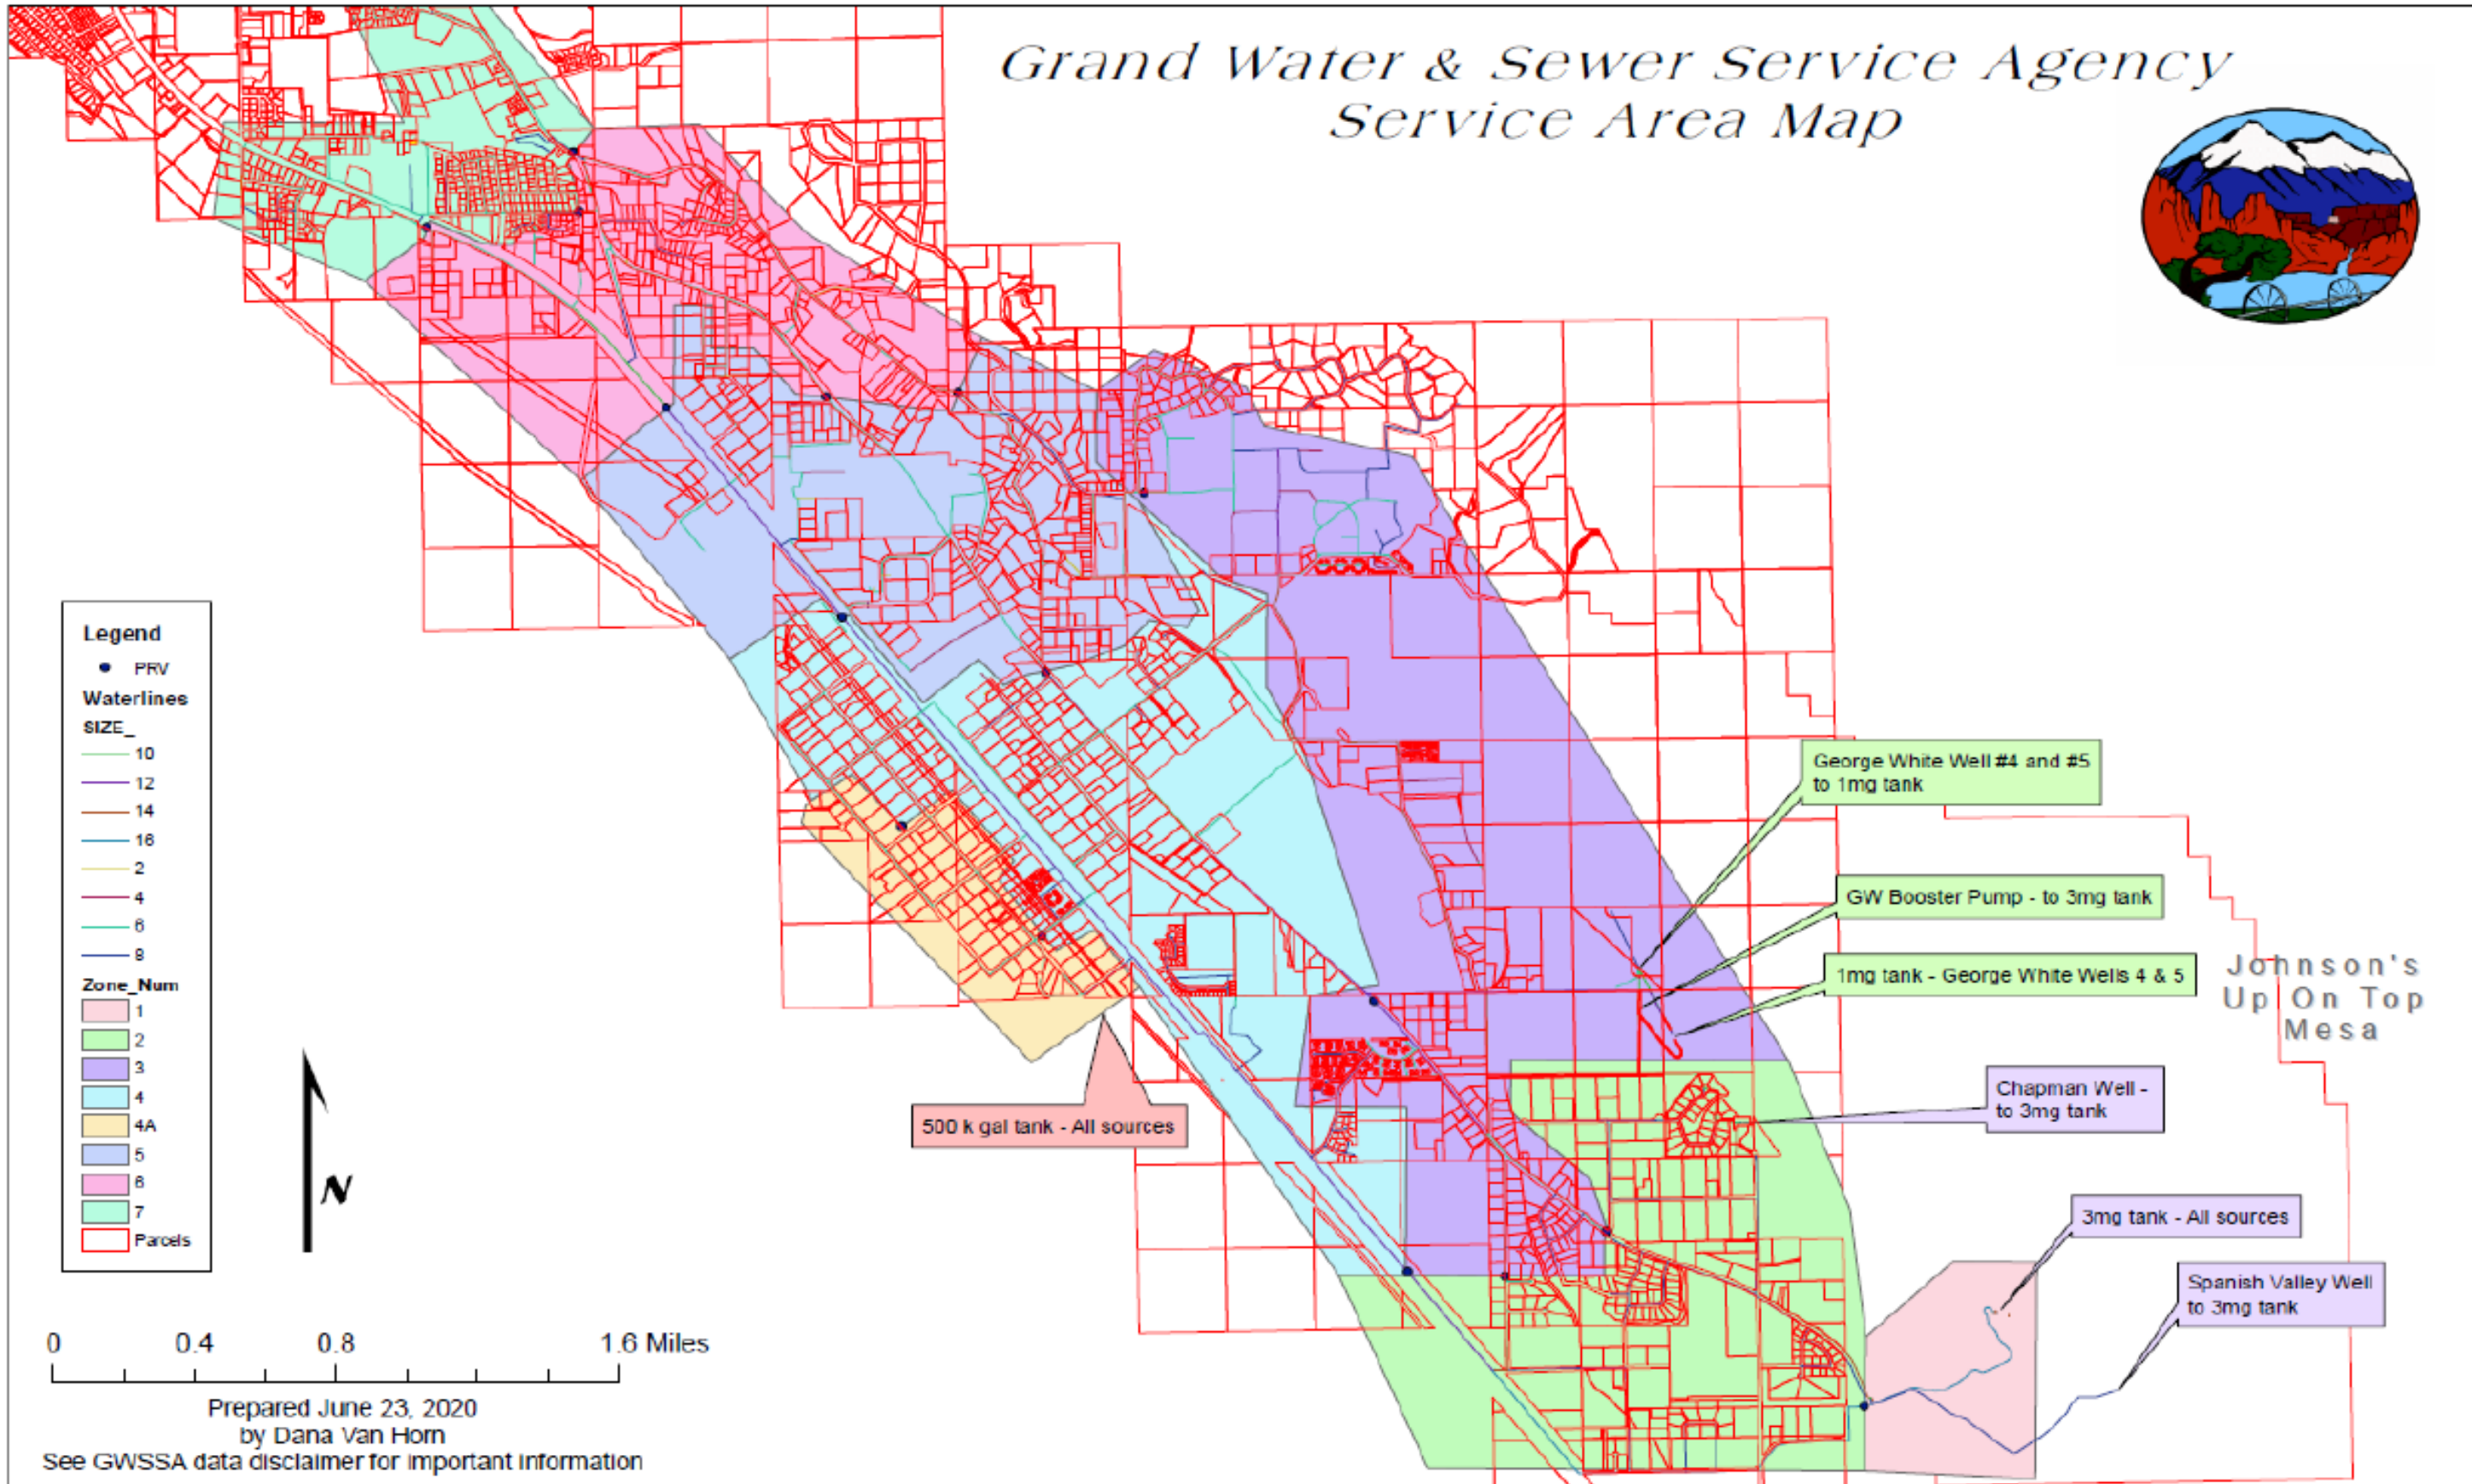 Grand Water & Sewer Service Agency
Service Area Map
Legend
PRV
Waterlines
SIZE_
10
12
14
16
2
4
6
8
Zone_Num
1
2
3
4
4A
5
6
7
Parcels
N
George White Well #4 and #5
to 1mg tank
GW Booster Pump - to 3mg tank
1mg tank - George White Wells 4 & 5
Johnson's
Up On Top
Mesa
Chapman Well -
to 3mg tank
500 k gal tank - All sources
3mg tank - All sources
Spanish Valley Well
to 3mg tank
0 0.4 0.8 1.6 Miles
Prepared June 23, 2020
by Dana Van Horn
See GWSSA data disclaimer for important information